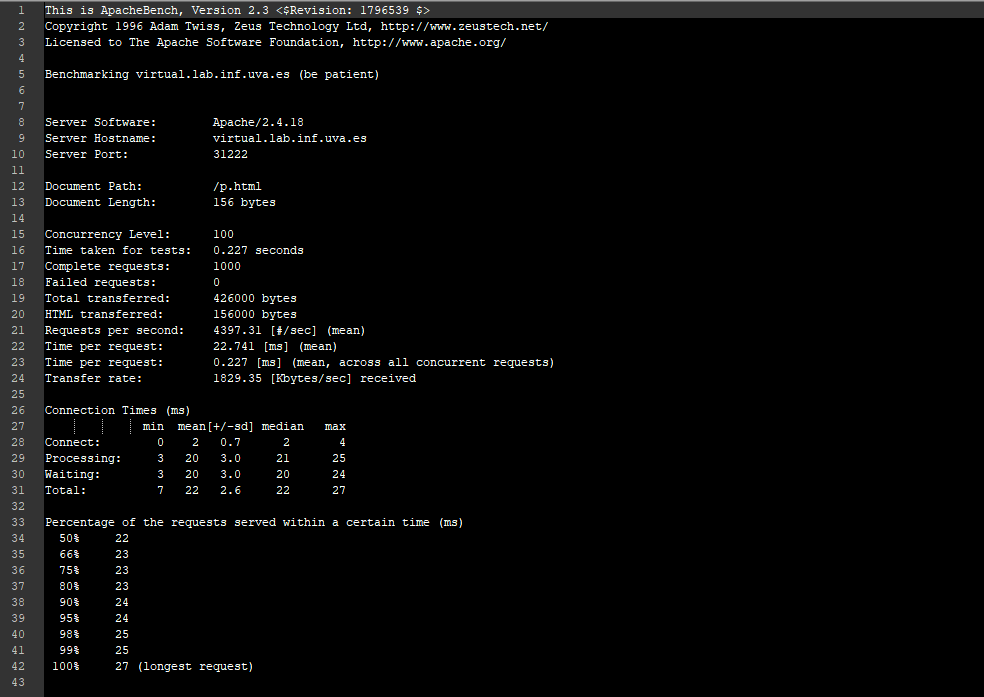 1 This is ApacheBench, Version 2.3 <$Revision: 1796539 $>
2 Copyright 1996 Adam Twiss, Zeus Technology Ltd, http://www.zeustech.net/
3 Licensed to The Apache Software Foundation, http://www.apache.org/
4
5 Benchmarking virtual.lab.inf.uva.es (be patient)
6
7
8 Server Software:        Apache/2.4.18
9 Server Hostname:        virtual.lab.inf.uva.es
10 Server Port:            31222
11
12 Document Path:          /p.html
13 Document Length:        156 bytes
14
15 Concurrency Level:      100
16 Time taken for tests:   0.227 seconds
17 Complete requests:      1000
18 Failed requests:        0
19 Total transferred:      426000 bytes
20 HTML transferred:       156000 bytes
21 Requests per second:    4397.31 [#/sec] (mean)
22 Time per request:       22.741 [ms] (mean)
23 Time per request:       0.227 [ms] (mean, across all concurrent requests)
24 Transfer rate:          1829.35 [Kbytes/sec] received
25
26 Connection Times (ms)
27               min  mean[+/-sd] median   max
28 Connect:        0    2   0.7      2       4
29 Processing:     3   20   3.0     21      25
30 Waiting:        3   20   3.0     20      24
31 Total:          7   22   2.6     22      27
32
33 Percentage of the requests served within a certain time (ms)
34   50%     22
35   66%     23
36   75%     23
37   80%     23
38   90%     24
39   95%     24
40   98%     25
41   99%     25
42  100%     27 (longest request)
43